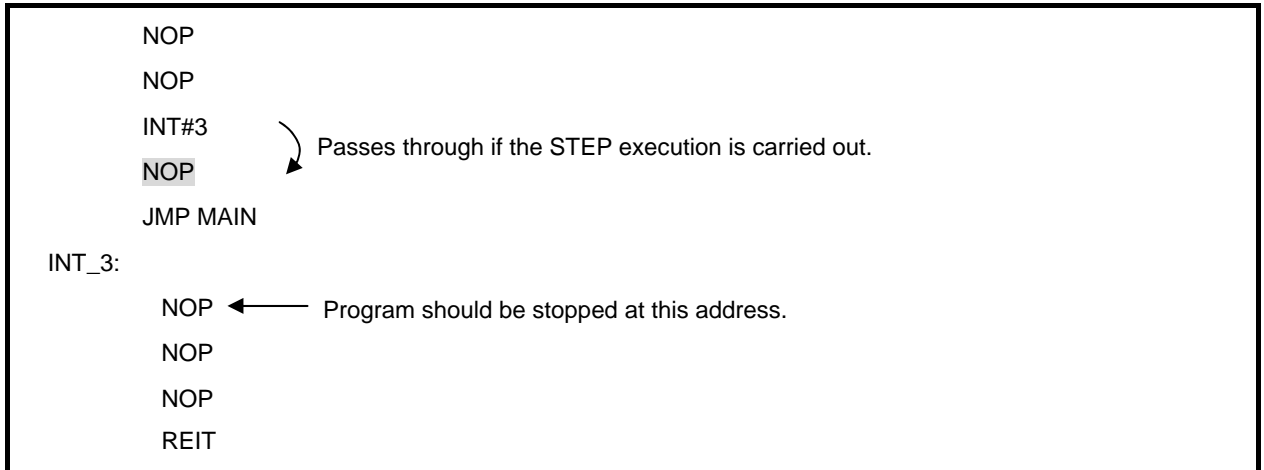 NOP
NOP
INT#3
Passes through if the STEP execution is carried out.
NOP
JMP MAIN
INT_3:
NOP
Program should be stopped at this address.
NOP
NOP
REIT